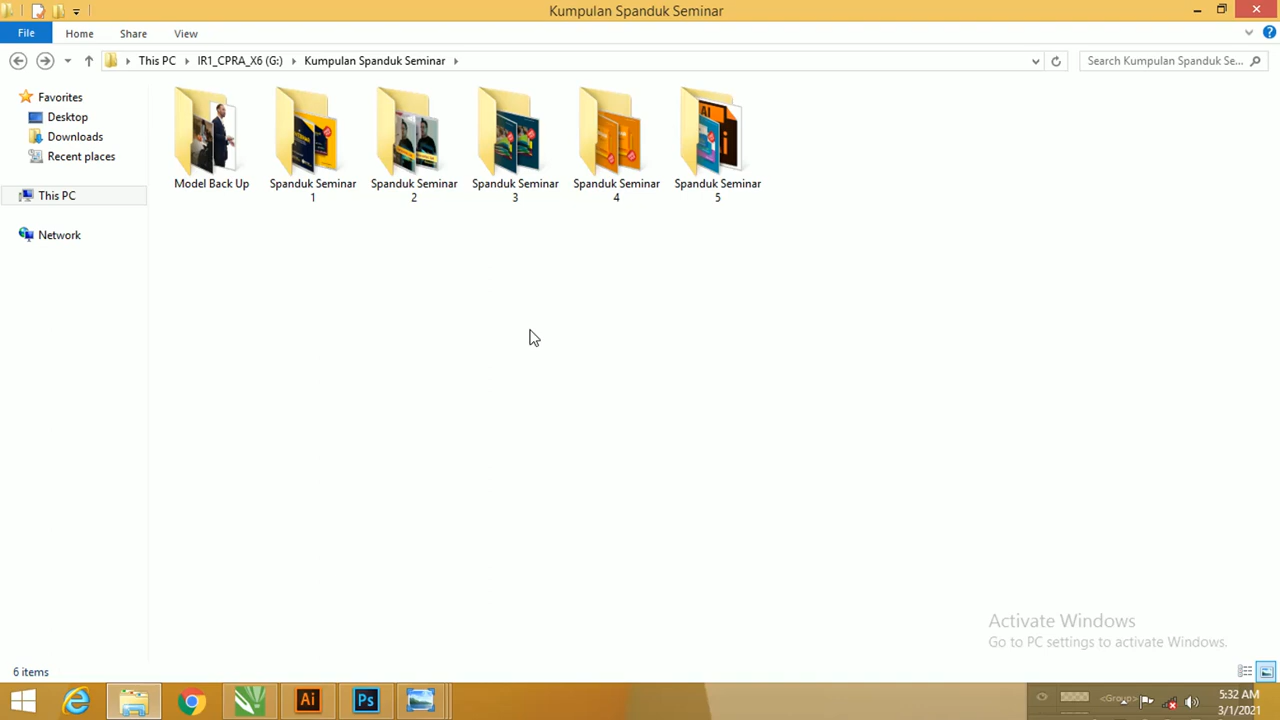 Kumpulan Spanduk Seminar
File Home Share View
This PC IR1_CPRA_X6 (G:) Kumpulan Spanduk Seminar
Search Kumpulan Spanduk Se...
Favorites
Desktop
Downloads
Recent places
This PC
Network
Model Back Up
Spanduk Seminar
1
Spanduk Seminar
2
Spanduk Seminar
3
Spanduk Seminar
4
Spanduk Seminar
5
AI
Activate Windows
Go to PC settings to activate Windows.
6 items
Ai
Ps
<Group>
5:32 AM
3/1/2021